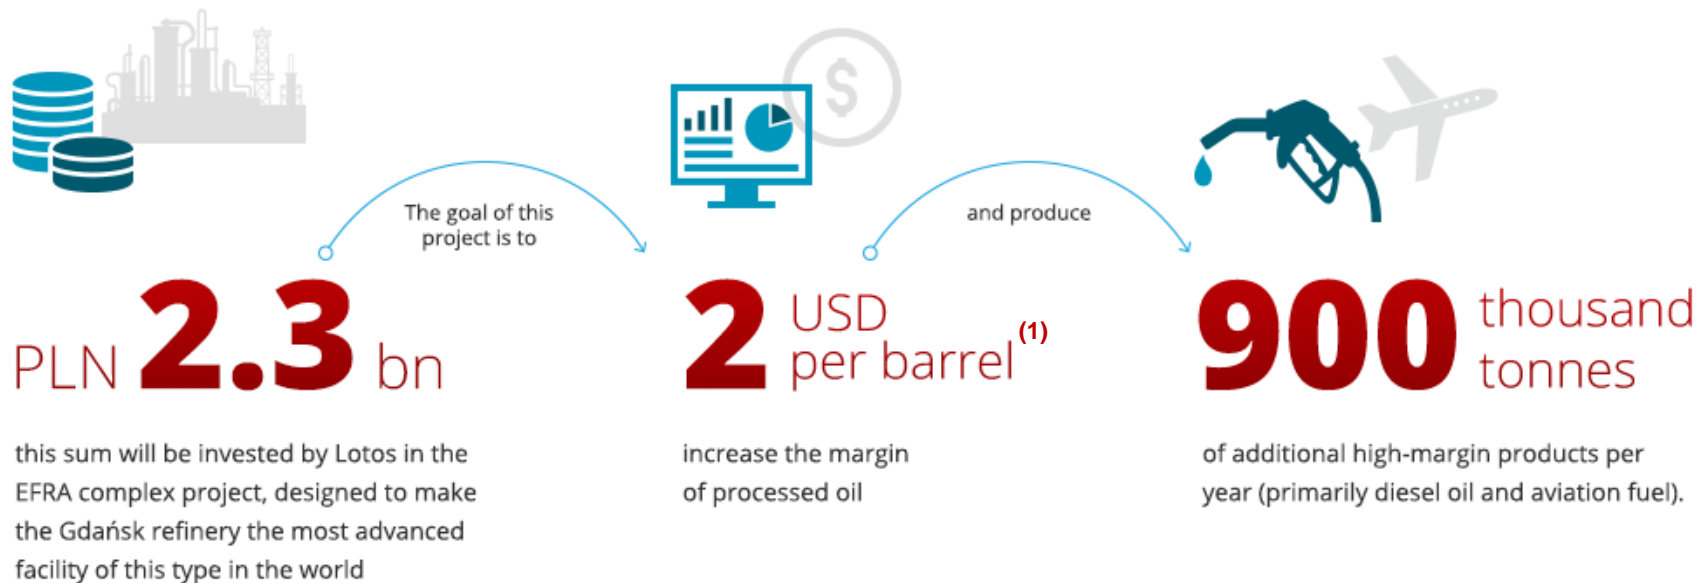 The goal of this
project is to
and produce
PLN 2.3 bn
this sum will be invested by Lotos in the
EFRA complex project, designed to make
the Gdańsk refinery the most advanced
facility of this type in the world
2 USD
per barrel (1)
increase the margin
of processed oil
900 thousand
tonnes
of additional high-margin products per
year (primarily diesel oil and aviation fuel).
$